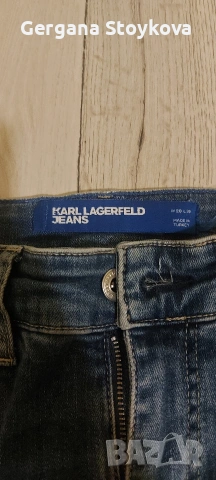 Gergana Stoykova
KARL LAGERFELD
JEANS
MADE IN
TURKEY
BAZAR